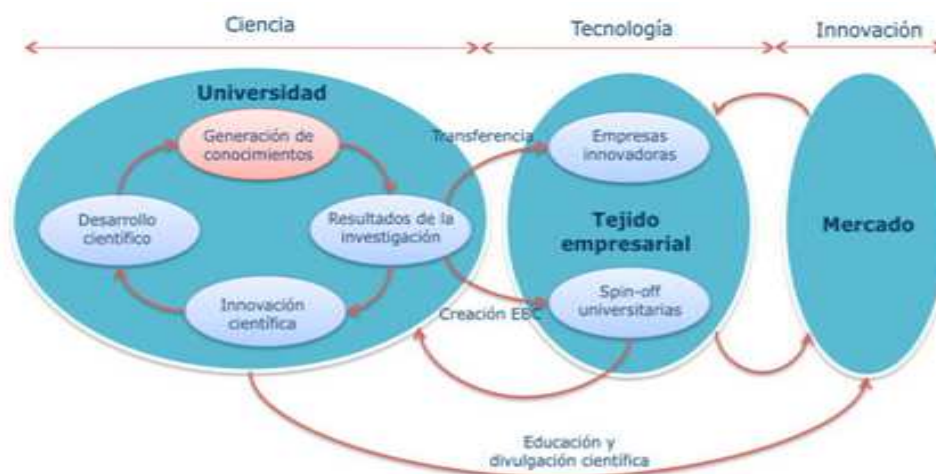 Ciencia
Tecnología
Innovación
Universidad
Generación de
conocimientos
Transferencia
Empresas
innovadoras
Desarrollo
científico
Resultados de la
investigación
Tejido
empresarial
Mercado
Innovación
científica
Creación EBC
Spin-off
universitarias
Educación y
divulgación científica